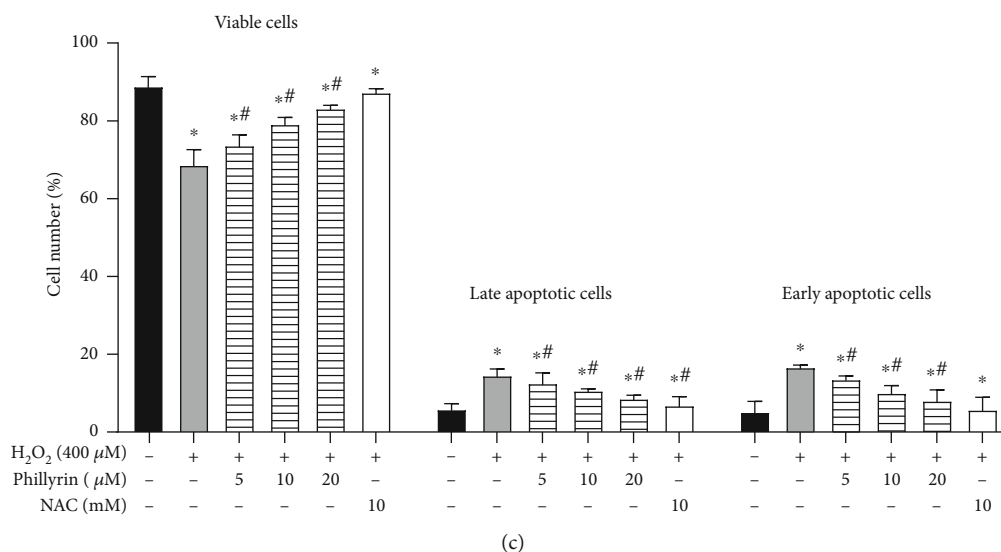 Viable cells
100
80
60
40
20
0
Cell number (%)
* *# *# *# *
Late apoptotic cells
* *# *# *# *#
Early apoptotic cells
* *# *# *# *
H₂O₂ (400 μM) – + + + + + – + + + + + – + + + + +
Phillyrin ( μM) – – 5 10 20 – – – 5 10 20 – – – 5 10 20 –
NAC (mM) – – – – – 10 – – – – – 10 – – – – – 10
(c)